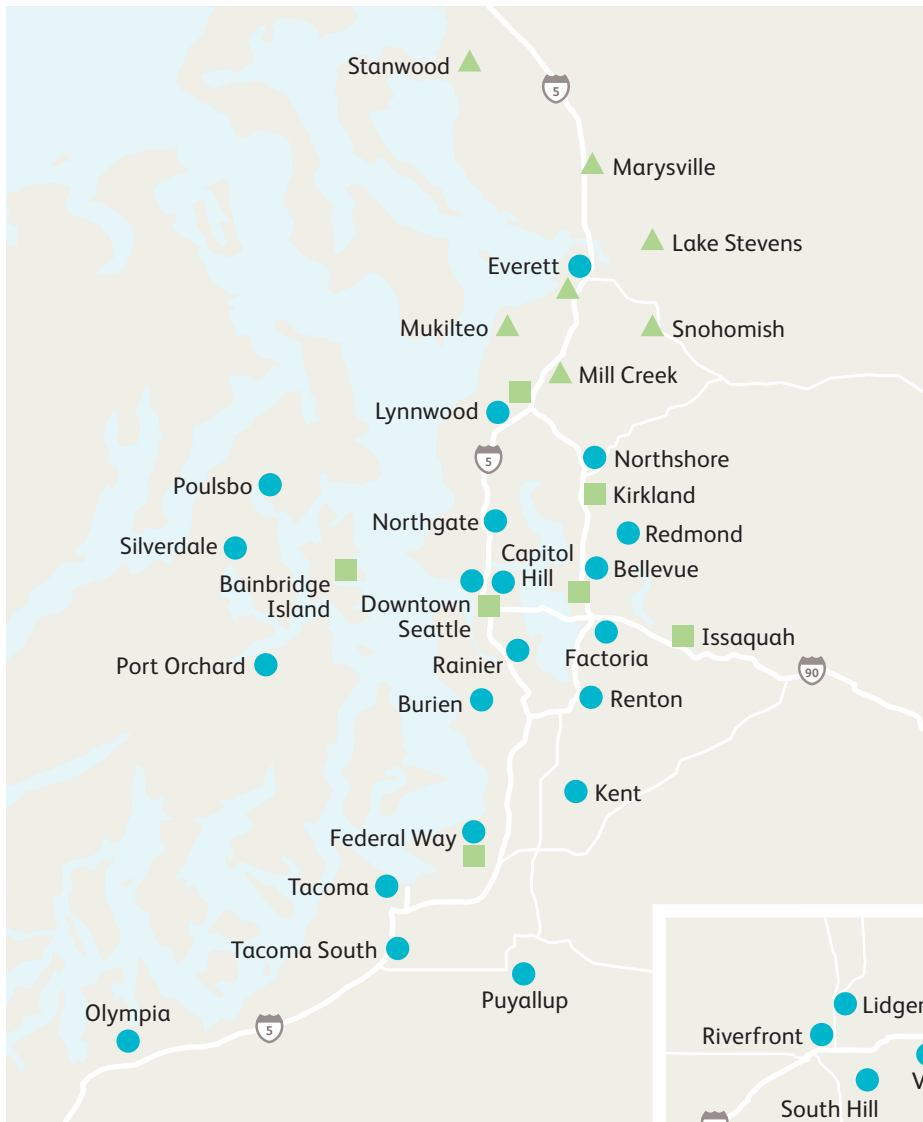 Stanwood
5
Marysville
Lake Stevens
Everett
Mukilteo
Snohomish
Mill Creek
Lynnwood
5
Northshore
Poulsbo
Kirkland
Northgate
Redmond
Silverdale
Capitol
Hill
Bellevue
Bainbridge
Island
Downtown
Seattle
Issaquah
Rainier
Factoria
Port Orchard
90
Burien
Renton
Kent
Federal Way
Tacoma
Tacoma South
Puyallup
Olympia
5
Lidger
Riverfront
V
South Hill